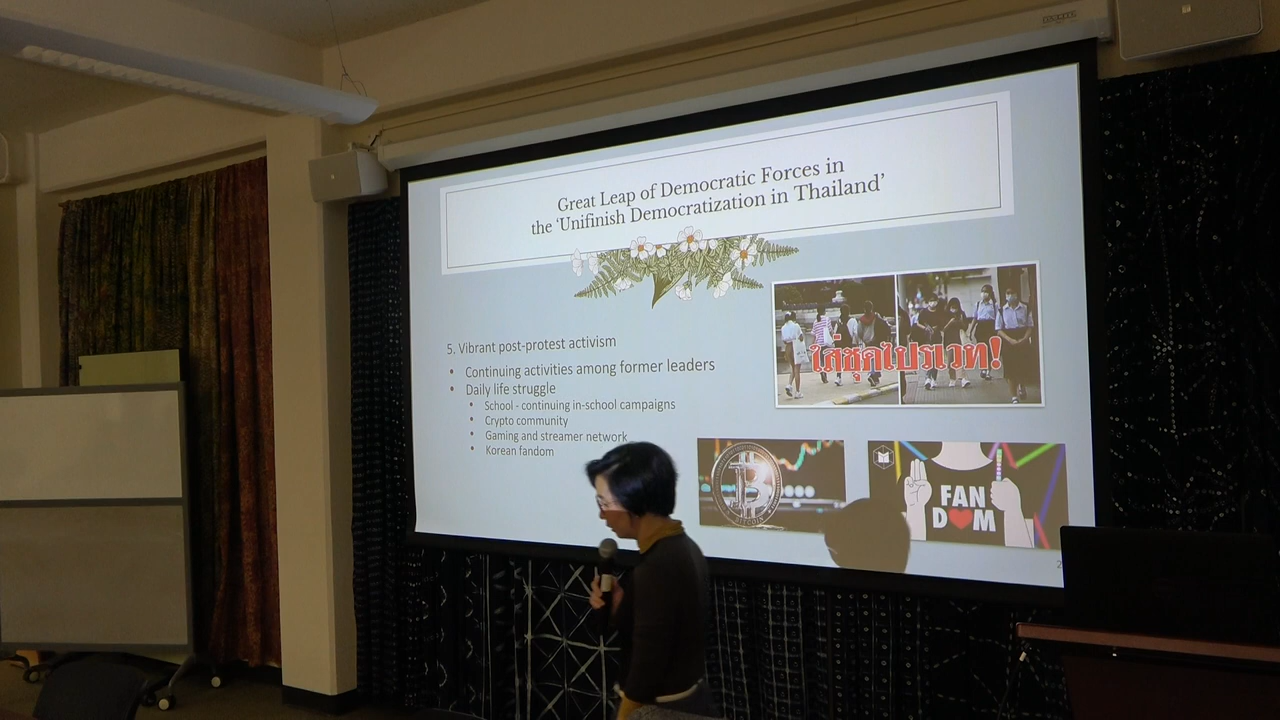 Great Leap of Democratic Forces in
the ‘Unifinish Democratization in Thailand’
5. Vibrant post-protest activism
• Continuing activities among former leaders
• Daily life struggle
• School - continuing in-school campaigns
• Crypto community
• Gaming and streamer network
• Korean fandom
ใส่ชุดไปรเวท!
BITCOIN
FAN
D❤M
2